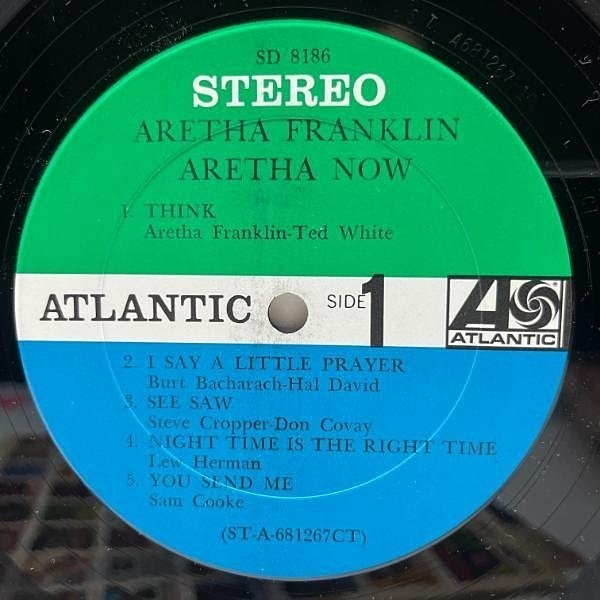 SD 8186
STEREO
ARETHA FRANKLIN
ARETHA NOW
1. THINK
Aretha Franklin-Ted White
ATLANTIC
SIDE 1
ATLANTIC
2. I SAY A LITTLE PRAYER
Burt Bacharach-Hal David
3. SEE SAW
Steve Cropper-Don Covay
4. NIGHT TIME IS THE RIGHT TIME
Lew Herman
5. YOU SEND ME
Sam Cooke
(ST-A-681267CT)